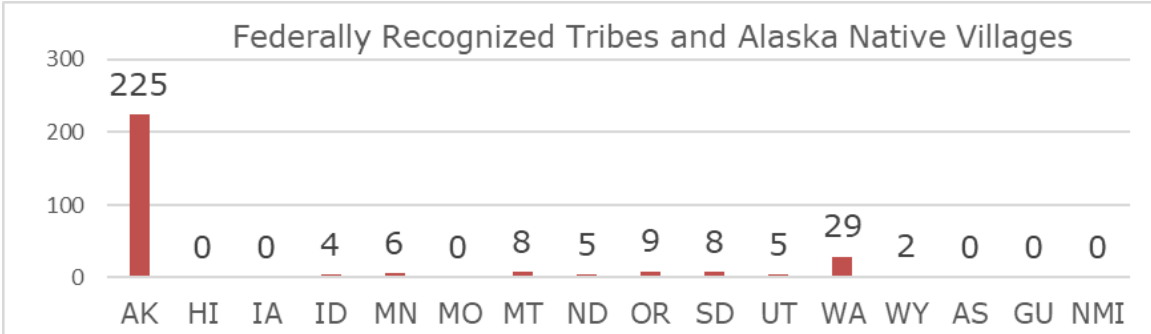 Federally Recognized Tribes and Alaska Native Villages
300
225
200
100
0 0 4 6 0 8 5 9 8 5 29 2 0 0 0
0
AK HI IA ID MN MO MT ND OR SD UT WA WY AS GU NMI